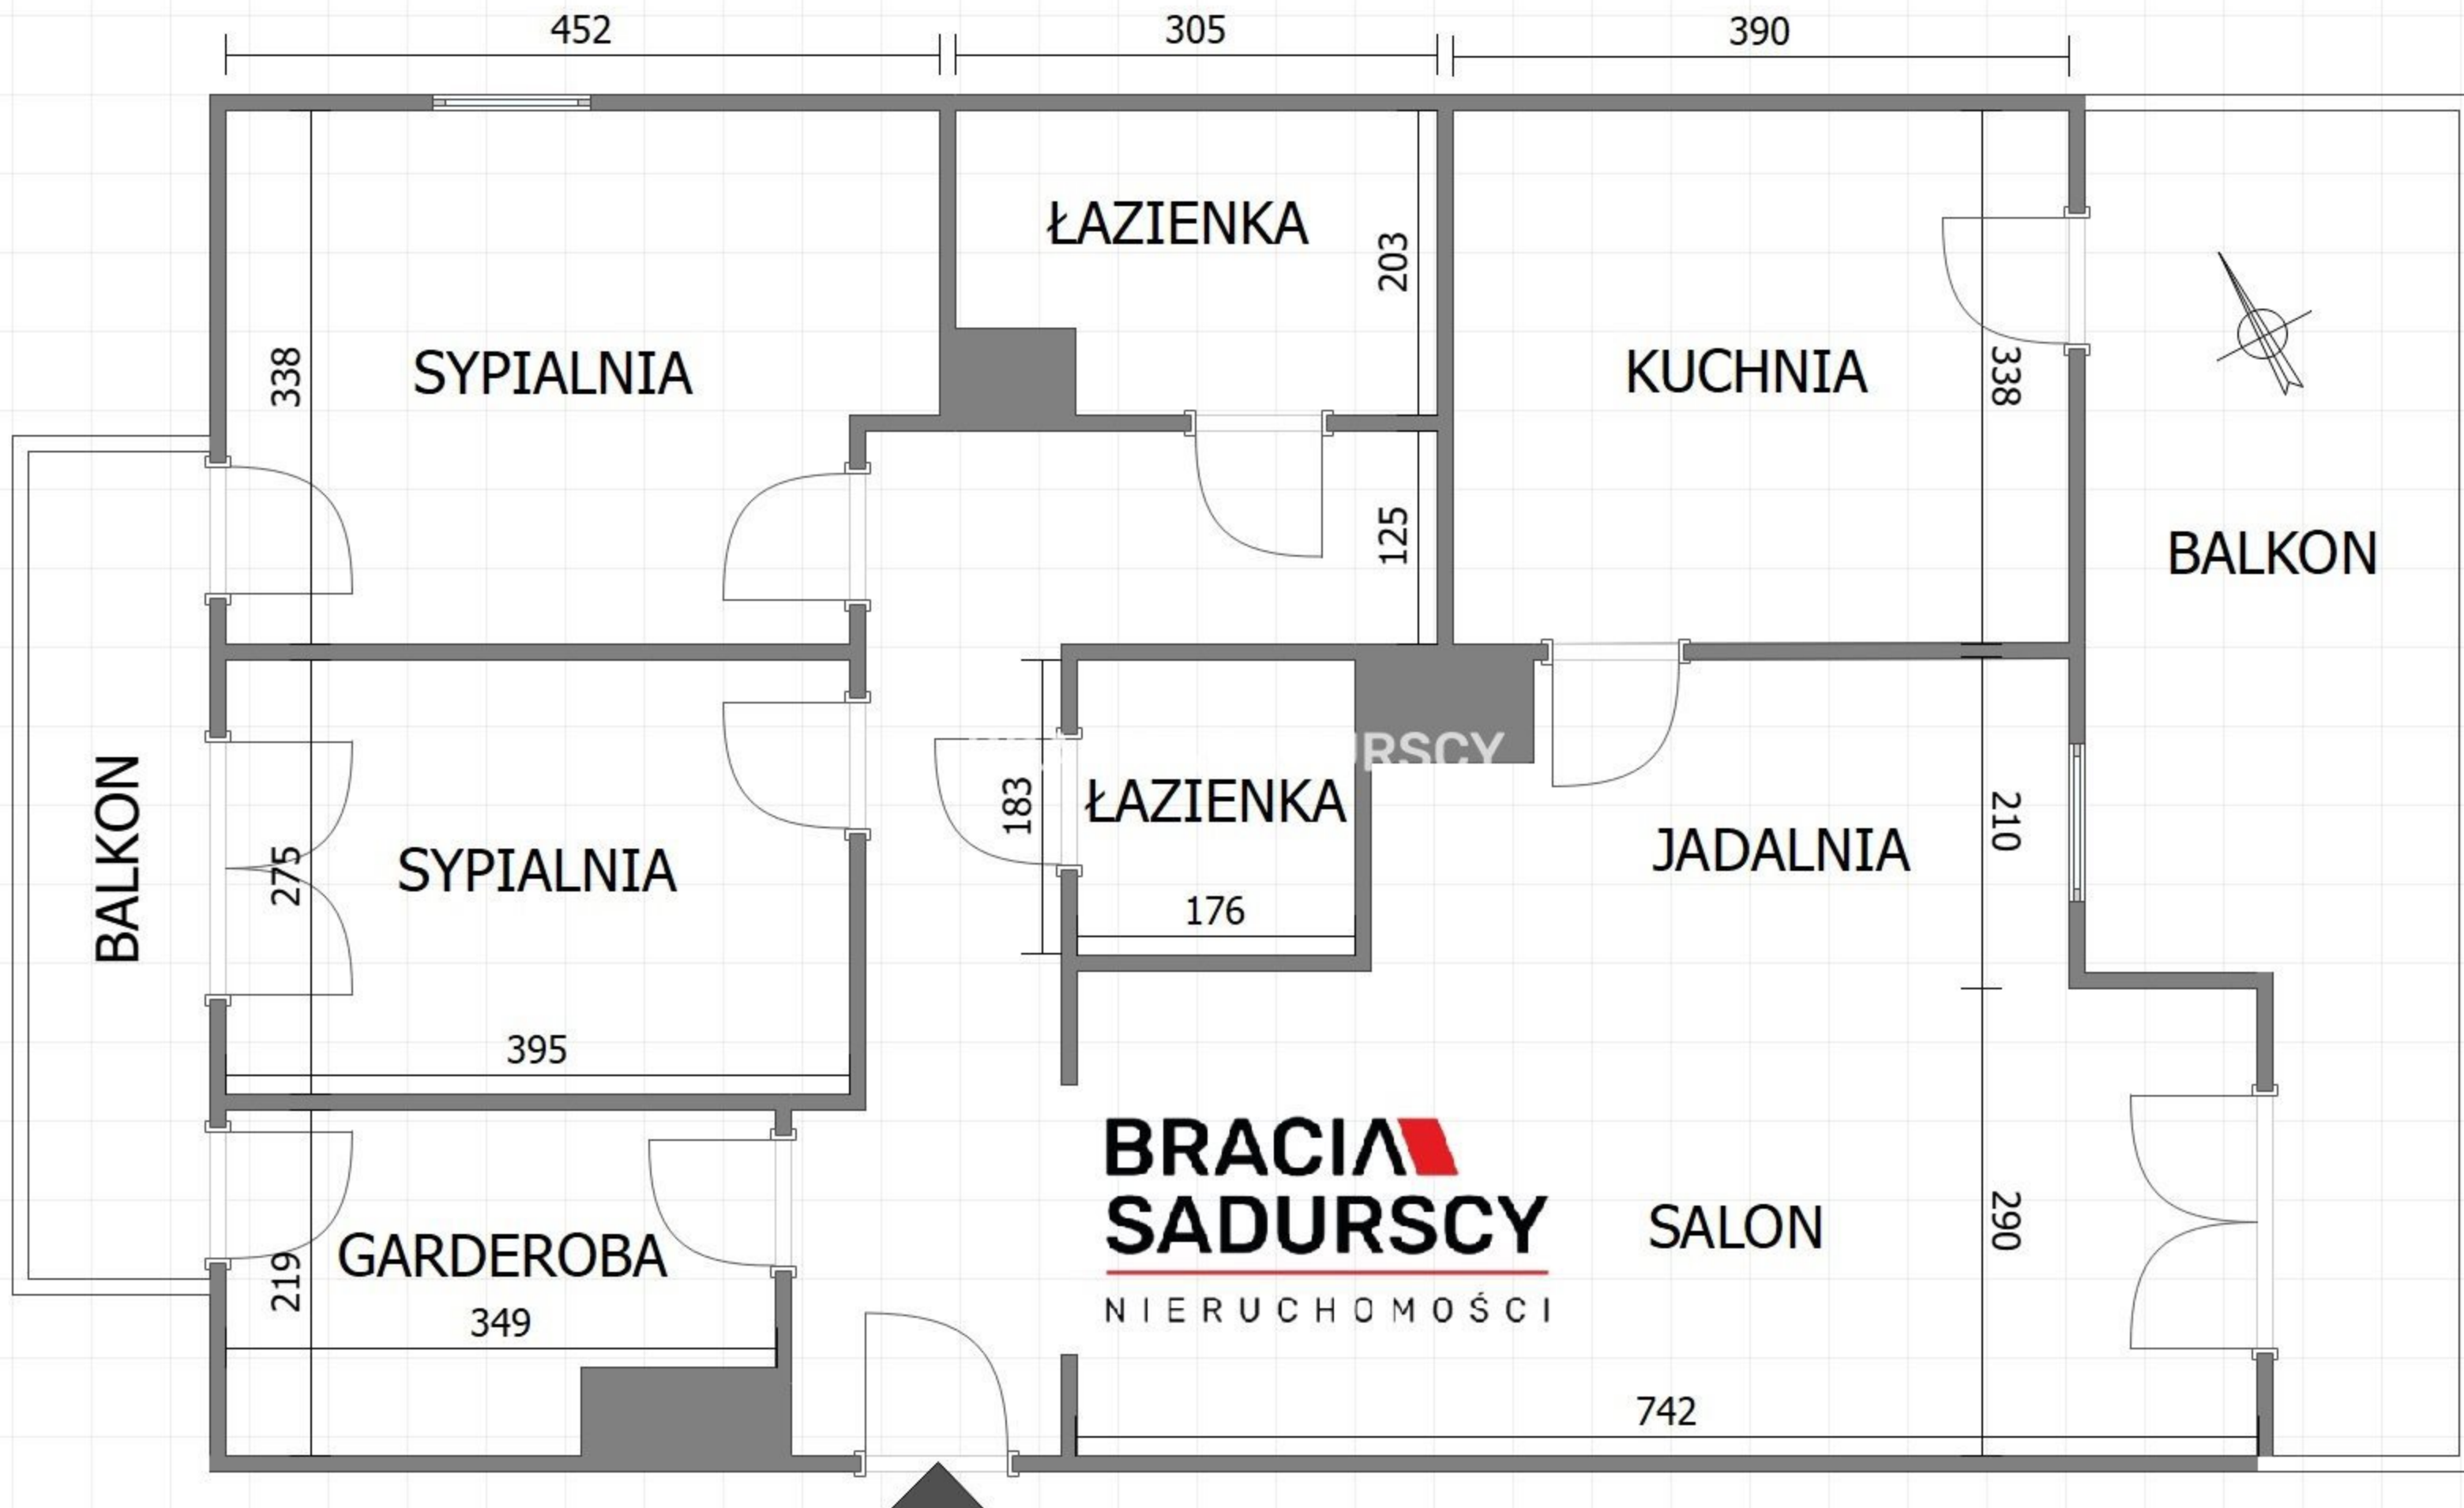 452
305
390
ŁAZIENKA
203
SYPIALNIA
338
KUCHNIA
338
125
BALKON
URSCY
183
ŁAZIENKA
176
JADALNIA
210
BALKON
275
SYPIALNIA
395
BRACIA
SADURSCY
NIERUCHOMOŚCI
SALON
290
GARDEROBA
219
349
742